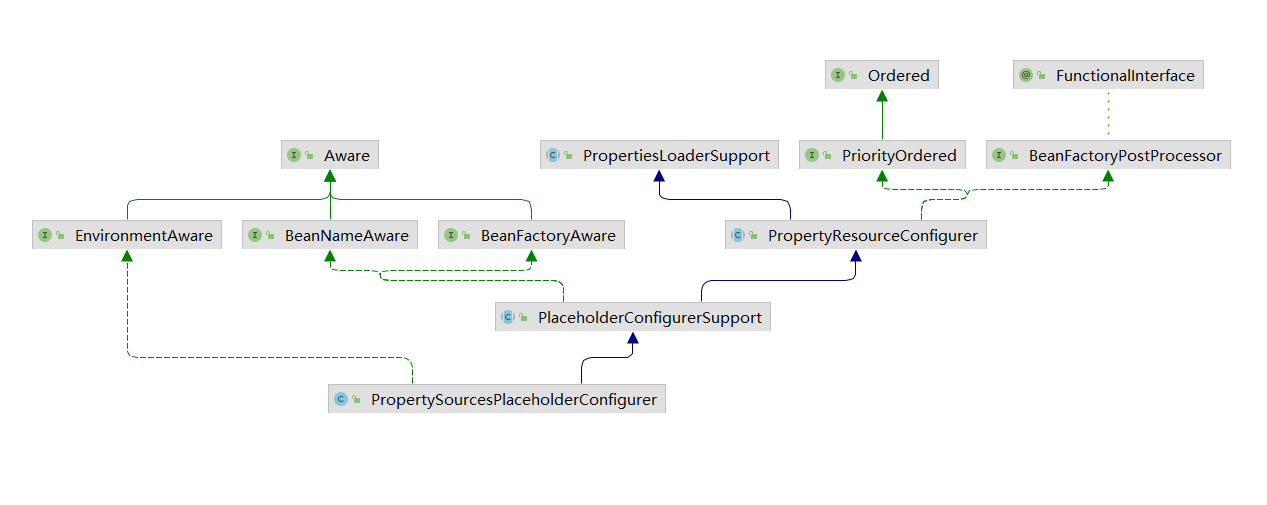 Ordered
FunctionalInterface
Aware
PropertiesLoaderSupport
PriorityOrdered
BeanFactoryPostProcessor
EnvironmentAware
BeanNameAware
BeanFactoryAware
PropertyResourceConfigurer
PlaceholderConfigurerSupport
PropertySourcesPlaceholderConfigurer